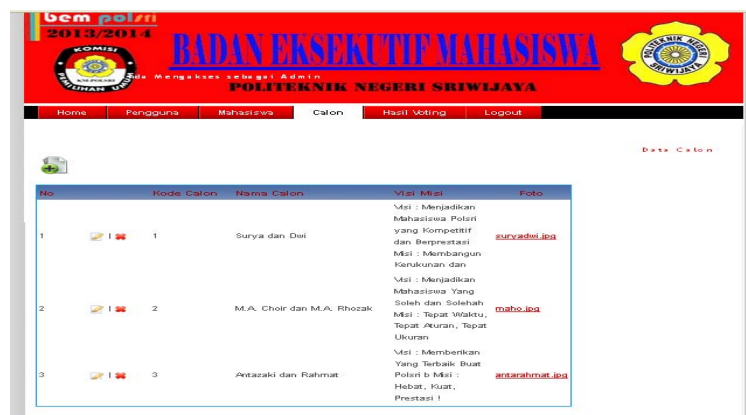 bem polsri
2013/2014
KOMISI
PEMILIHAN UMUM
KM POLSRI
BADAN EKSEKUTIF MAHASISWA
POLITEKNIK NEGERI SRIWIJAYA
da Mengakses sebagai Admin
POLITEKNIK NEGERI SRIWIJAYA
Home Pengguna Mahasiswa Calon Hasil Voting Logout
Data Calon
No Kode Calon Nama Calon Visi Misi Foto
Visi : Menjadikan
Mahasiswa Polsri
yang Kompetitif
1 | 1 Surya dan Dwi dan Berprestasi suryadwi.jpg
Misi : Membangun
Kerukunan dan
Visi : Menjadikan
Mahasiswa Yang
Soleh dan Solehah
2 | 2 M.A. Choir dan M.A. Rhozak Misi : Tepat Waktu, maho.jpg
Tepat Aturan, Tepat
Ukuran
Visi : Memberikan
Yang Terbaik Buat
3 | 3 Antazaki dan Rahmat Polsri b Misi : antarahmat.jpg
Hebat, Kuat,
Prestasi !